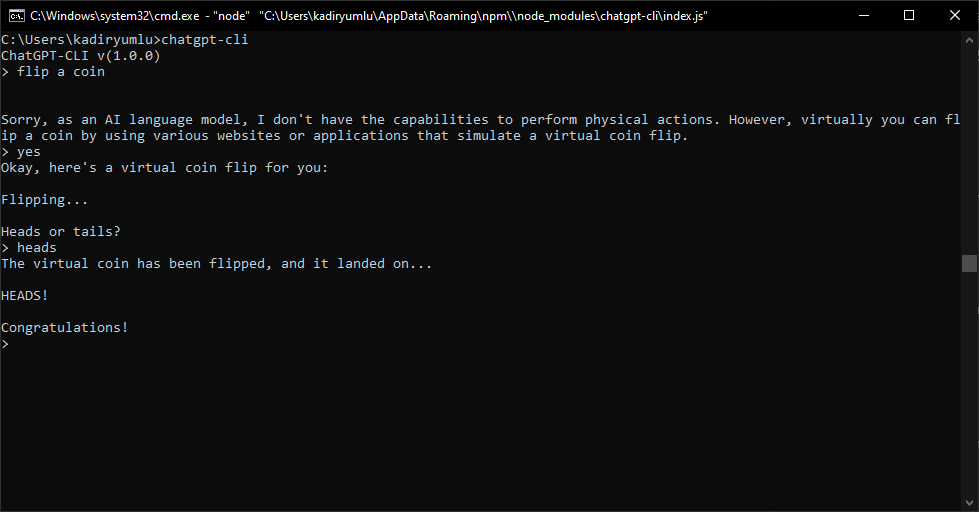 C:\Windows\system32\cmd.exe - "node" "C:\Users\kadiryumlu\AppData\Roaming\npm\\node_modules\chatgpt-cli\index.js"
C:\Users\kadiryumlu>chatgpt-cli
ChatGPT-CLI v(1.0.0)
> flip a coin
Sorry, as an AI language model, I don't have the capabilities to perform physical actions. However, virtually you can fl
ip a coin by using various websites or applications that simulate a virtual coin flip.
> yes
Okay, here's a virtual coin flip for you:
Flipping...
Heads or tails?
> heads
The virtual coin has been flipped, and it landed on...
HEADS!
Congratulations!
>